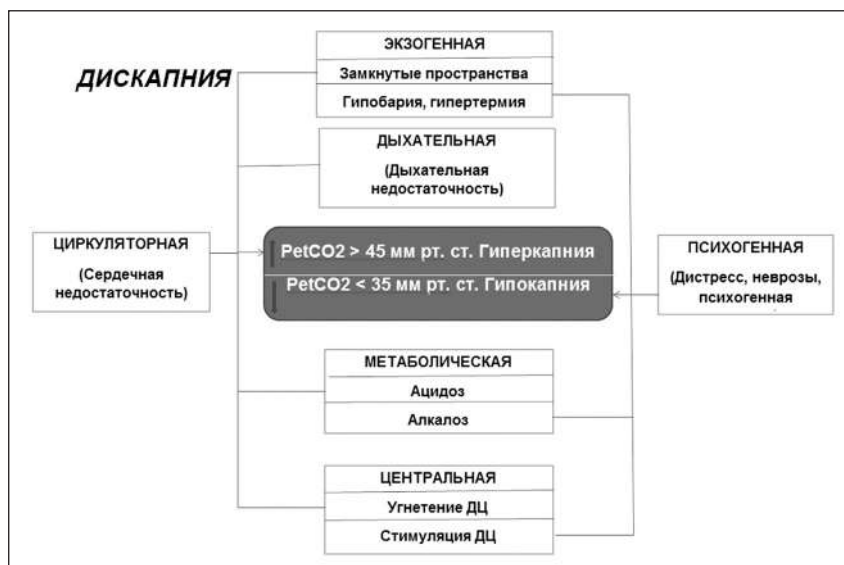 ДИСКАПНИЯ
ЭКЗОГЕННАЯ
Замкнутые пространства
Гипобария, гипертермия
ДЫХАТЕЛЬНАЯ
(Дыхательная
недостаточность)
ЦИРКУЛЯТОРНАЯ
(Сердечная
недостаточность)
PetCO2 > 45 мм рт. ст. Гиперкапния
PetCO2 < 35 мм рт. ст. Гипокапния
ПСИХОГЕННАЯ
(Дистресс, неврозы,
психогенная
МЕТАБОЛИЧЕСКАЯ
Ацидоз
Алкалоз
ЦЕНТРАЛЬНАЯ
Угнетение ДЦ
Стимуляция ДЦ